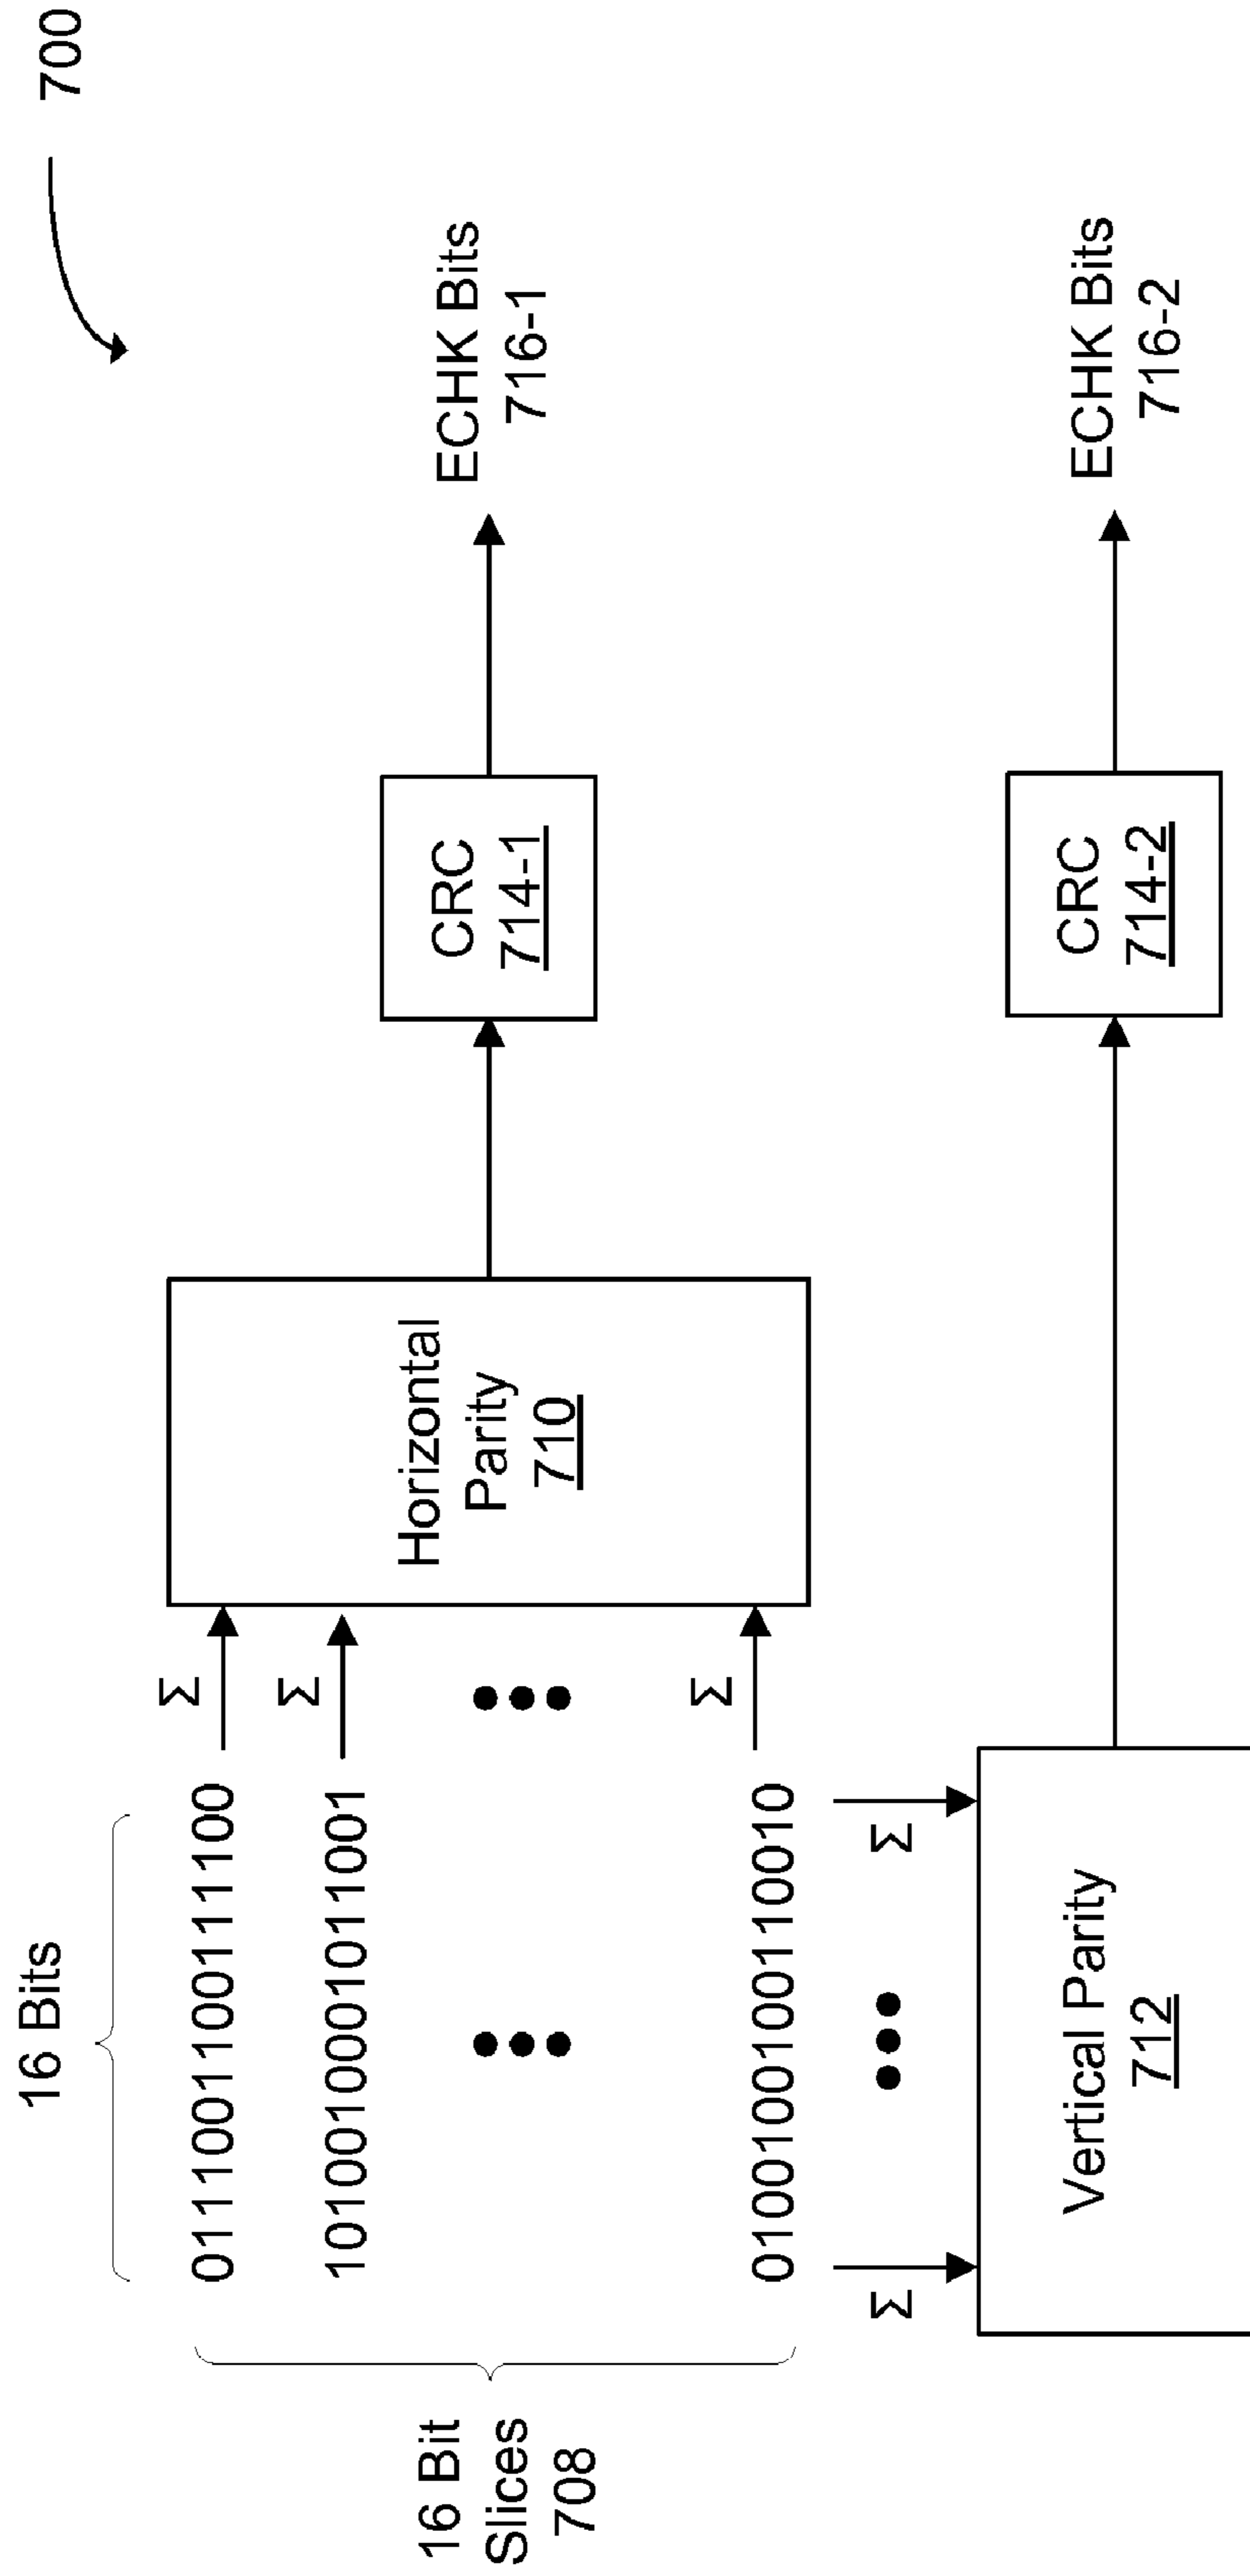 700
16 Bits
0111001100111100
Σ
1010010001011001
Σ
0100100100110010
Σ
16 Bit
Slices
708
Horizontal
Parity
710
CRC
714-1
ECHK Bits
716-1
Σ
Σ
Vertical Parity
712
CRC
714-2
ECHK Bits
716-2